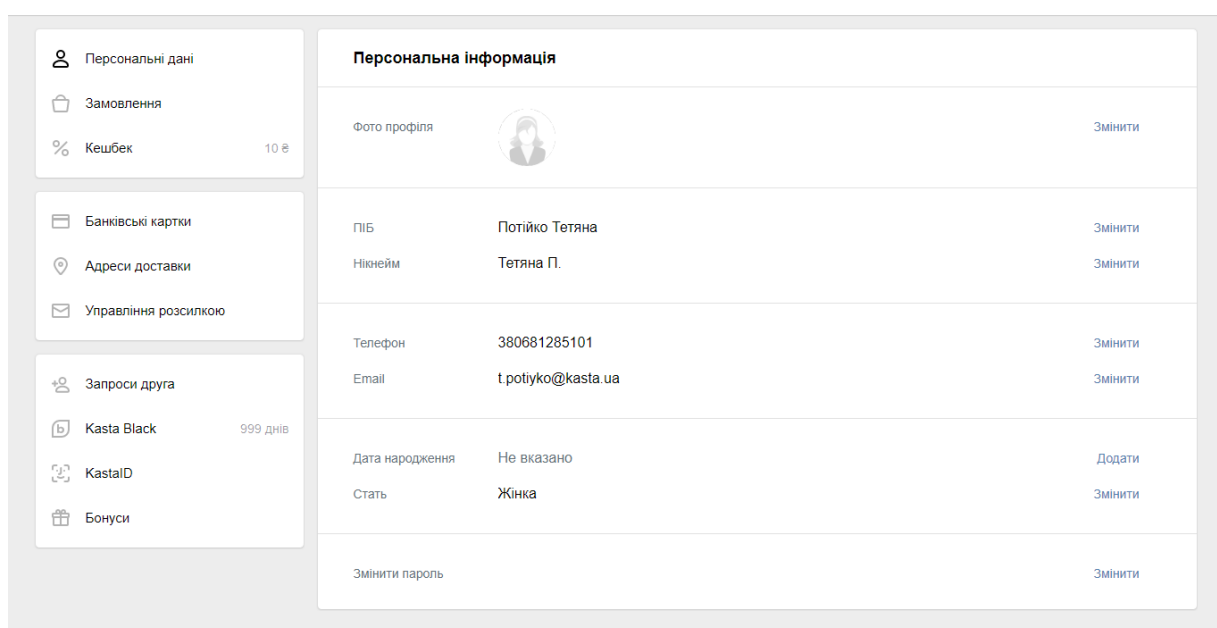 Персональні дані
Замовлення
Кешбек 10 ₴
Банківські картки
Адреси доставки
Управління розсилкою
Запроси друга
Kasta Black 999 днів
KastaID
Бонуси
Персональна інформація
Фото профіля Змінити
ПІБ Потійко Тетяна Змінити
Нікнейм Тетяна П. Змінити
Телефон 380681285101 Змінити
Email t.potiyko@kasta.ua Змінити
Дата народження Не вказано Додати
Стать Жінка Змінити
Змінити пароль Змінити